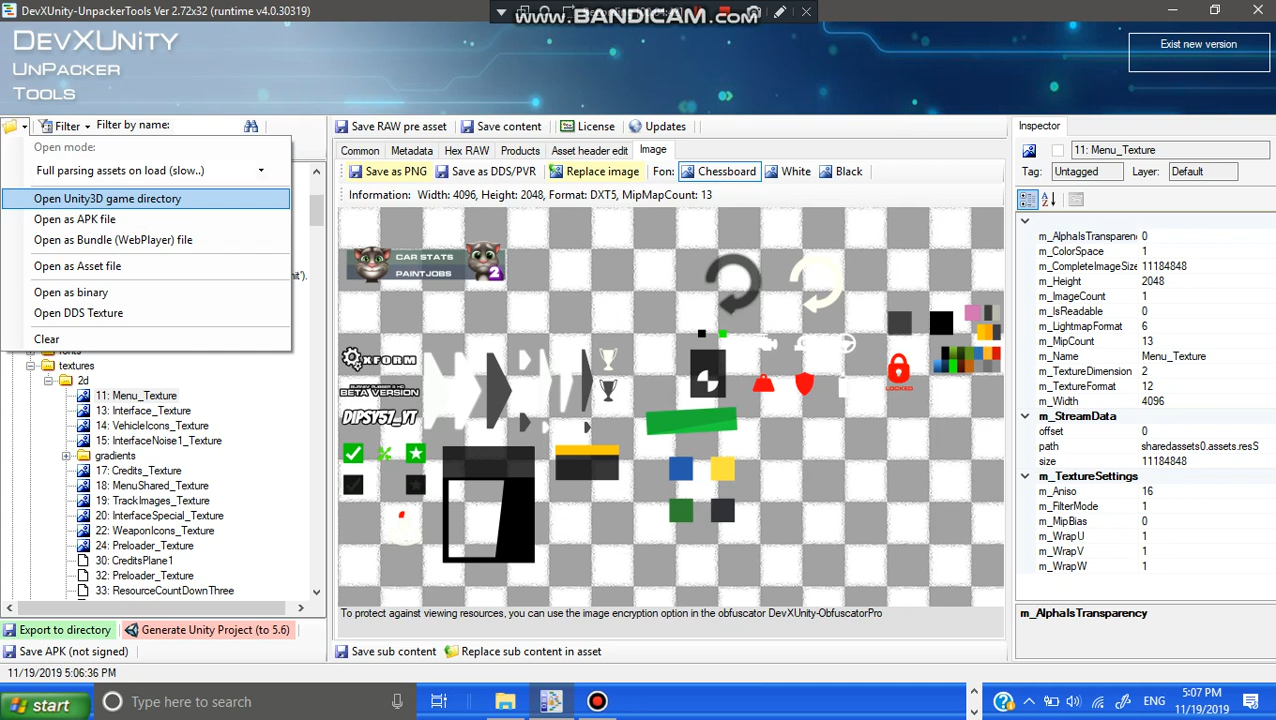 DevXUnity-UnpackerTools Ver 2.72x32 (runtime v4.0.30319)
www.BANDICAM.com
DevXUnity
UnPacker
Tools
Exist new version
Filter
Filter by name:
Save RAW pre asset
Save content
License
Updates
Open mode:
Full parsing assets on load (slow..)
Open Unity3D game directory
Open as APK file
Open as Bundle (WebPlayer) file
Open as Asset file
Open as binary
Open DDS Texture
Clear
textures
2d
11: Menu_Texture
13: Interface_Texture
14: VehicleIcons_Texture
15: InterfaceNoise1_Texture
gradients
17: Credits_Texture
18: MenuShared_Texture
19: TrackImages_Texture
20: InterfaceSpecial_Texture
22: WeaponIcons_Texture
24: Preloader_Texture
30: CreditsPlane1
32: Preloader_Texture
33: ResourceCountDownThree
Export to directory
Generate Unity Project (to 5.6)
Save APK (not signed)
11/19/2019 5:06:36 PM
Common
Metadata
Hex RAW
Products
Asset header edit
Image
Save as PNG
Save as DDS/PVR
Replace image
Fon:
Chessboard
White
Black
Information: Width: 4096, Height: 2048, Format: DXT5, MipMapCount: 13
CAR STATS
PAINTJOBS
2
XFORM
BETA VERSION
DIPSY57_YT
LOCKED
To protect against viewing resources, you can use the image encryption option in the obfuscator DevXUnity-ObfuscatorPro
Save sub content
Replace sub content in asset
Inspector
11: Menu_Texture
Tag:
Untagged
Layer:
Default
m_AlphaIsTransparenc 0
m_ColorSpace 1
m_CompleteImageSize 11184848
m_Height 2048
m_ImageCount 1
m_IsReadable 0
m_LightmapFormat 6
m_MipCount 13
m_Name Menu_Texture
m_TextureDimension 2
m_TextureFormat 12
m_Width 4096
m_StreamData
offset 0
path sharedassets0.assets.resS
size 11184848
m_TextureSettings
m_Aniso 16
m_FilterMode 1
m_MipBias 0
m_WrapU 1
m_WrapV 1
m_WrapW 1
m_AlphaIsTransparency
start
Type here to search
ENG
5:07 PM
11/19/2019